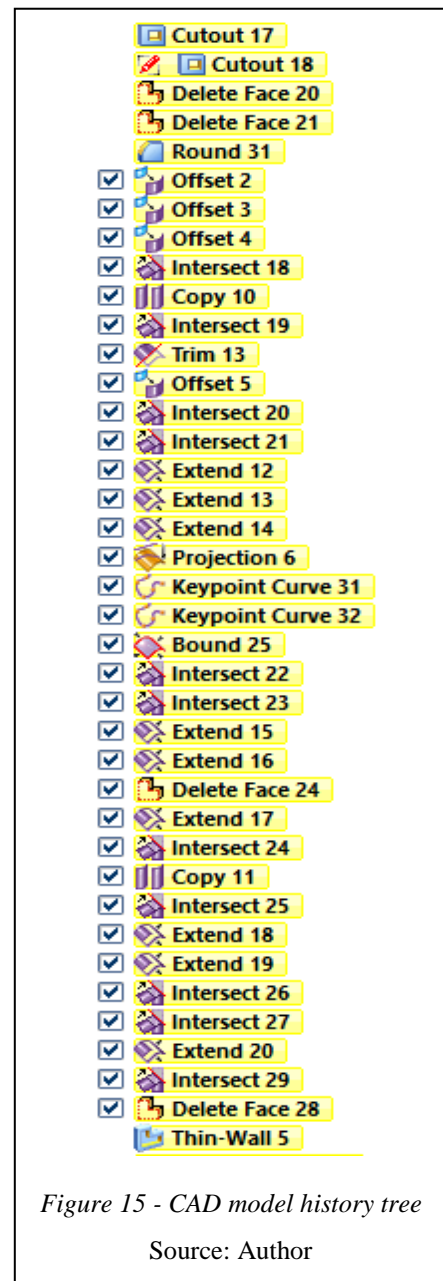 Cutout 17
Cutout 18
Delete Face 20
Delete Face 21
Round 31
Offset 2
Offset 3
Offset 4
Intersect 18
Copy 10
Intersect 19
Trim 13
Offset 5
Intersect 20
Intersect 21
Extend 12
Extend 13
Extend 14
Projection 6
Keypoint Curve 31
Keypoint Curve 32
Bound 25
Intersect 22
Intersect 23
Extend 15
Extend 16
Delete Face 24
Extend 17
Intersect 24
Copy 11
Intersect 25
Extend 18
Extend 19
Intersect 26
Intersect 27
Extend 20
Intersect 29
Delete Face 28
Thin-Wall 5
Figure 15 - CAD model history tree
Source: Author